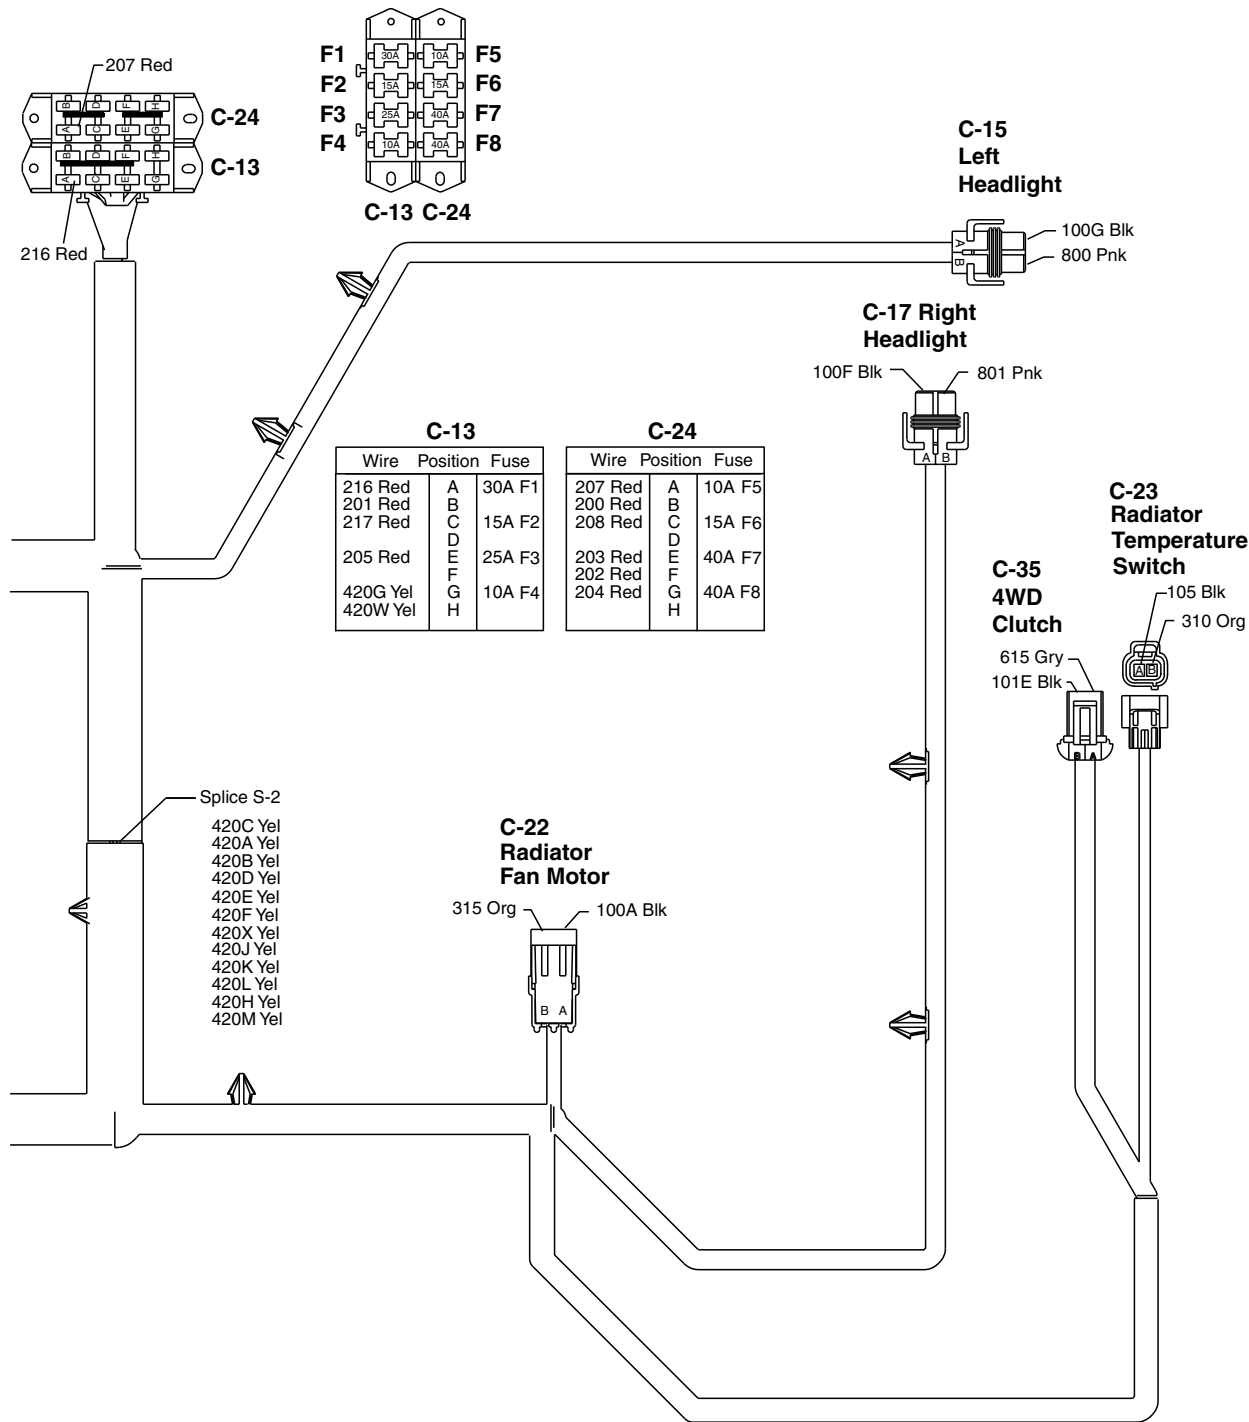 207 Red
B D F H
A C E G
C-24
B D F H
A C E G
C-13
216 Red
F1 30A 10A F5
F2 15A 15A F6
F3 25A 40A F7
F4 10A 40A F8
C-13 C-24
C-15
Left
Headlight
A
B
100G Blk
800 Pnk
C-17 Right
Headlight
100F Blk
801 Pnk
A B
C-13
Wire Position Fuse
216 Red A 30A F1
201 Red B
217 Red C 15A F2
D
205 Red E 25A F3
F
420G Yel G 10A F4
420W Yel H
C-24
Wire Position Fuse
207 Red A 10A F5
200 Red B
208 Red C 15A F6
D
203 Red E 40A F7
202 Red F
204 Red G 40A F8
H
C-23
Radiator
Temperature
Switch
105 Blk
310 Org
A B
C-35
4WD
Clutch
615 Gry
101E Blk
B A
Splice S-2
420C Yel
420A Yel
420B Yel
420D Yel
420E Yel
420F Yel
420X Yel
420J Yel
420K Yel
420L Yel
420H Yel
420M Yel
C-22
Radiator
Fan Motor
315 Org
100A Blk
B A